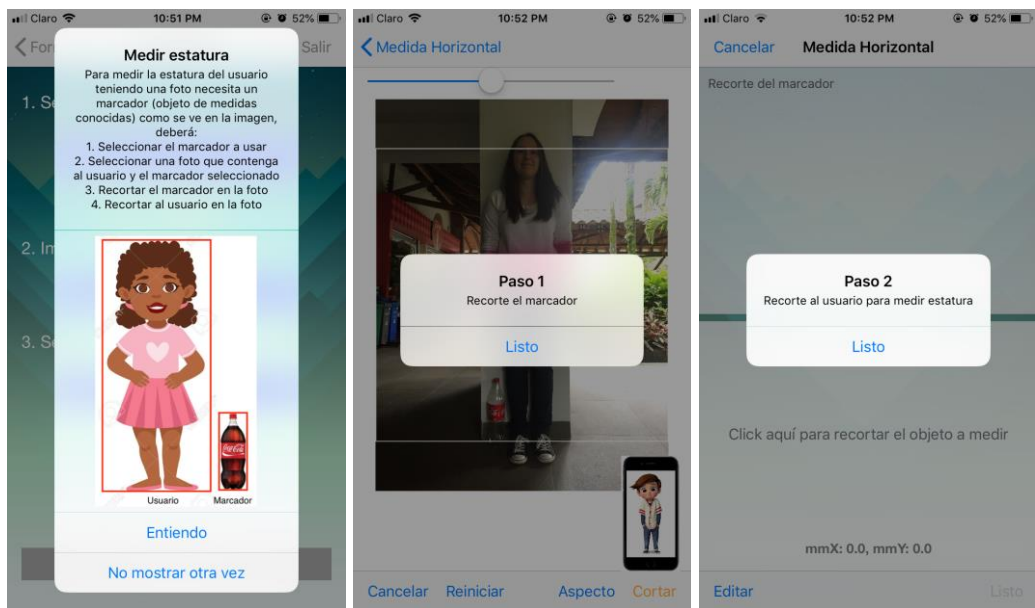 Claro 10:51 PM 52%
For Salir
Medir estatura
Para medir la estatura del usuario
teniendo una foto necesita un
marcador (objeto de medidas
conocidas) como se ve en la imagen,
deberá:
1. Seleccionar el marcador a usar
2. Seleccionar una foto que contenga
al usuario y el marcador seleccionado
3. Recortar el marcador en la foto
4. Recortar al usuario en la foto
1. Se
2. Im
3. Se
Coca-Cola
Usuario Marcador
Entiendo
No mostrar otra vez
Claro 10:52 PM 52%
Medida Horizontal
Paso 1
Recorte el marcador
Listo
Cancelar Reiniciar Aspecto Cortar
Claro 10:52 PM 52%
Cancelar Medida Horizontal
Recorte del marcador
Paso 2
Recorte al usuario para medir estatura
Listo
Click aquí para recortar el objeto a medir
mmX: 0.0, mmY: 0.0
Editar Listo